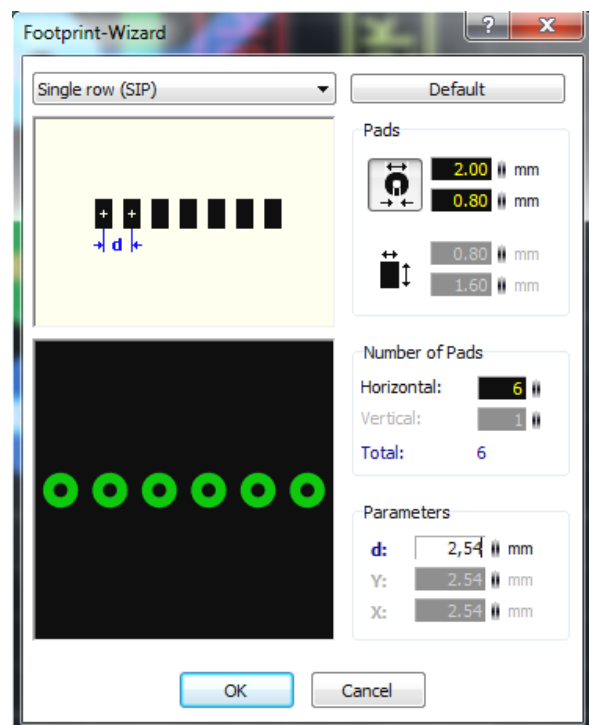 Footprint-Wizard
?
Single row (SIP)
Default
d
Pads
2.00 mm
0.80 mm
0.80 mm
1.60 mm
Number of Pads
Horizontal: 6
Vertical: 1
Total: 6
Parameters
d: 2,54 mm
Y: 2.54 mm
X: 2.54 mm
OK
Cancel